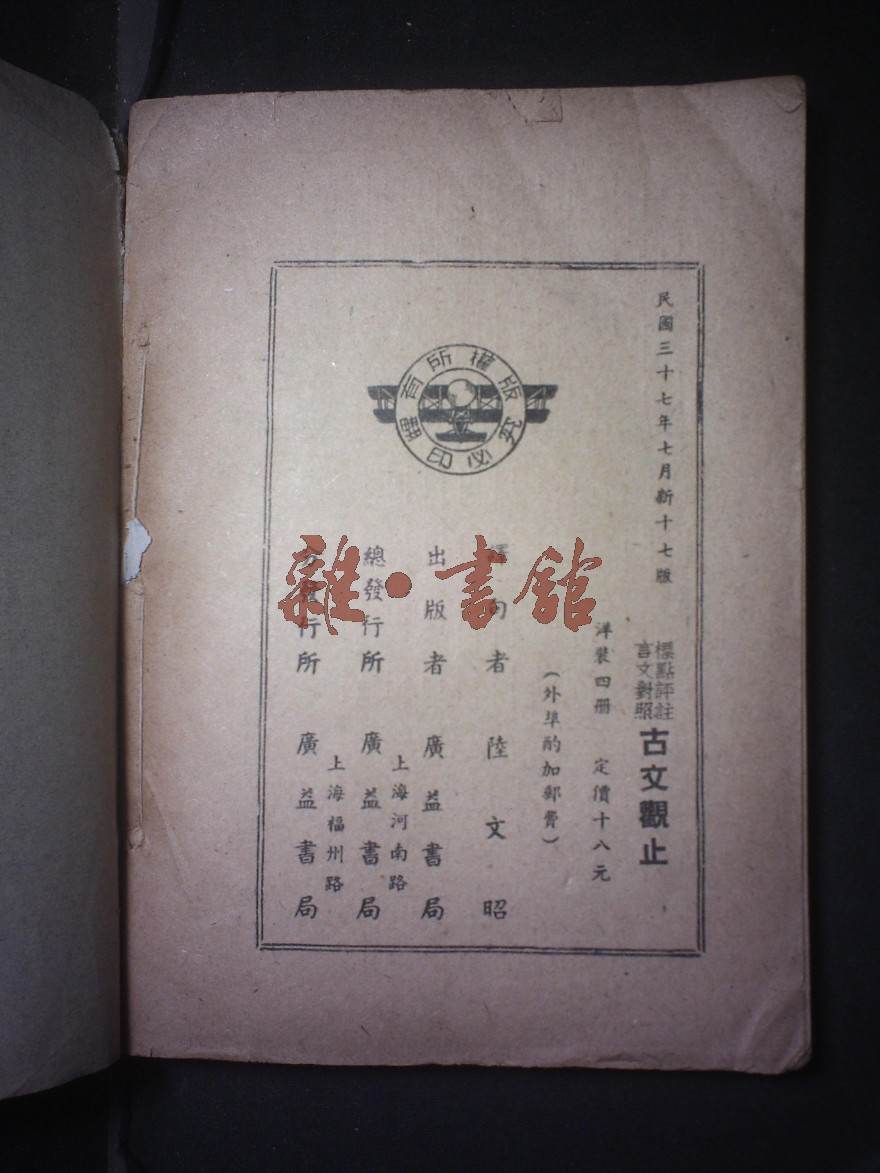 民國三十七年七月新十七版
標點評註
言文對照
古文觀止
洋裝四册 定價十八元
(外埠酌加郵費)
者 陸文昭
出版者 廣益書局
上海河南路
總發行所 廣益書局
上海福州路
行所 廣益書局
版權所有
翻印必究
雜·書館